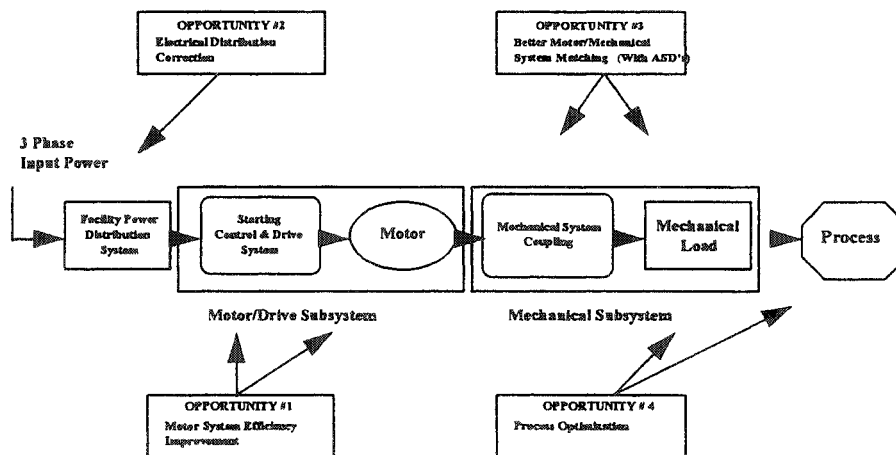 OPPORTUNITY #2
Electrical Distribution
Correction
OPPORTUNITY #3
Better Motor/Mechanical
System Matching (With ASD's)
3 Phase
Input Power
Facility Power
Distribution
System
Starting
Control & Drive
System
Motor
Mechanical System
Coupling
Mechanical
Load
Process
Motor/Drive Subsystem
Mechanical Subsystem
OPPORTUNITY #1
Motor System Efficiency
Improvement
OPPORTUNITY # 4
Process Optimization